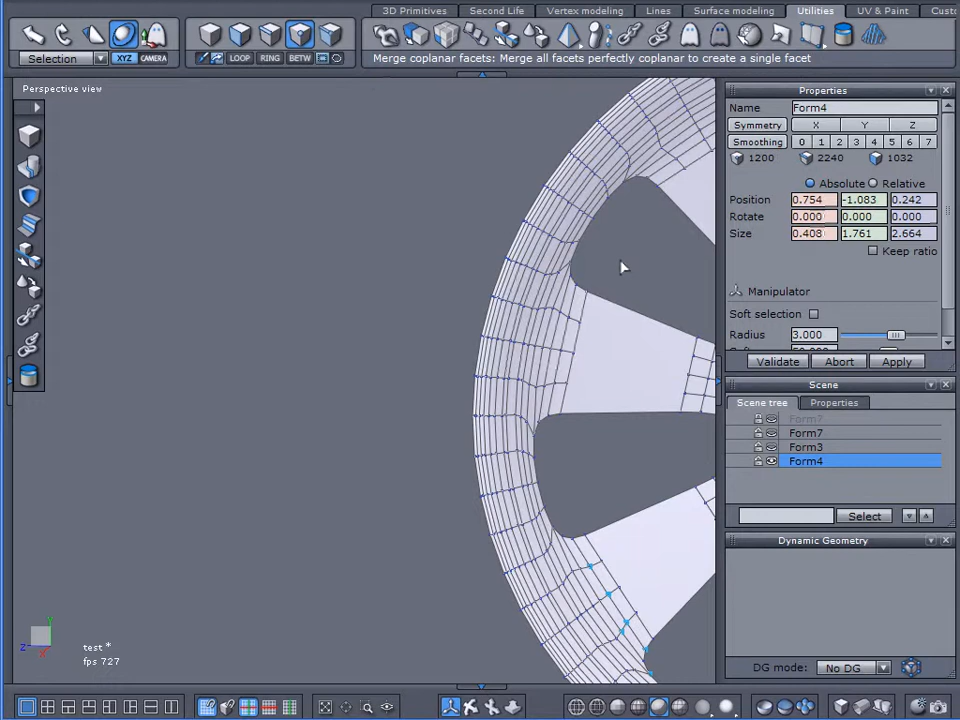 3D Primitives Second Life Vertex modeling Lines Surface modeling Utilities UV & Paint Custo
Selection XYZ CAMERA LOOP RING BETW Merge coplanar facets: Merge all facets perfectly coplanar to create a single facet
Perspective view
Properties
Name Form4
Symmetry X Y Z
Smoothing 0 1 2 3 4 5 6 7
1200 2240 1032
Absolute Relative
Position 0.754 -1.083 0.242
Rotate 0.000 0.000 0.000
Size 0.408 1.761 2.664
Keep ratio
Manipulator
Soft selection
Radius 3.000
Validate Abort Apply
Scene
Scene tree Properties
Form7
Form7
Form3
Form4
Select
Dynamic Geometry
Y
Z X
test *
fps 727
DG mode: No DG